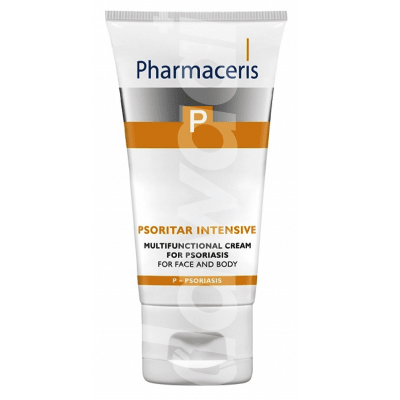 Pharmaceris
P
PSORITAR INTENSIVE
MULTIFUNCTIONAL CREAM
FOR PSORIASIS
FOR FACE AND BODY
P - PSORIASIS